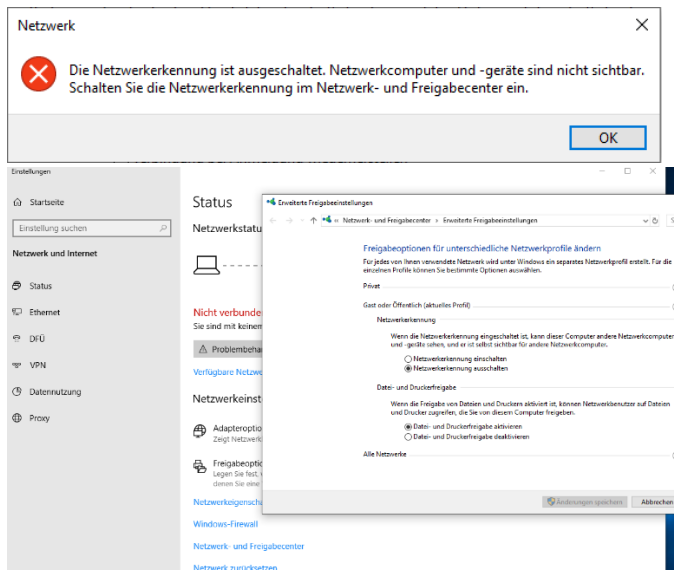 Netzwerk
Die Netzwerkerkennung ist ausgeschaltet. Netzwerkcomputer und -geräte sind nicht sichtbar.
Schalten Sie die Netzwerkerkennung im Netzwerk- und Freigabecenter ein.
OK
Einstellungen
Startseite
Einstellung suchen
Netzwerk und Internet
Status
Ethernet
DFÜ
VPN
Datennutzung
Proxy
Status
Netzwerkstatu
Nicht verbunde
Sie sind mit keinem
Problembeha
Verfügbare Netzwe
Netzwerkeinst
Adapteroptio
Zeigt Netzwerk
Freigabeoptio
Legen Sie fest,
denen Sie eine
Netzwerkeigenscha
Windows-Firewall
Netzwerk- und Freigabecenter
Netzwerk zurücksetzen
Erweiterte Freigabeeinstellungen
« Netzwerk- und Freigabecenter › Erweiterte Freigabeeinstellungen
Freigabeoptionen für unterschiedliche Netzwerkprofile ändern
Für jedes von Ihnen verwendete Netzwerk wird unter Windows ein separates Netzwerkprofil erstellt. Für die
einzelnen Profile können Sie bestimmte Optionen auswählen.
Privat
Gast oder Öffentlich (aktuelles Profil)
Netzwerkerkennung
Wenn die Netzwerkerkennung eingeschaltet ist, kann dieser Computer andere Netzwerkcomputer
und -geräte sehen, und er ist selbst sichtbar für andere Netzwerkcomputer.
Netzwerkerkennung einschalten
Netzwerkerkennung ausschalten
Datei- und Druckerfreigabe
Wenn die Freigabe von Dateien und Druckern aktiviert ist, können Netzwerkbenutzer auf Dateien
und Drucker zugreifen, die Sie von diesem Computer freigeben.
Datei- und Druckerfreigabe aktivieren
Datei- und Druckerfreigabe deaktivieren
Alle Netzwerke
Änderungen speichern
Abbrechen